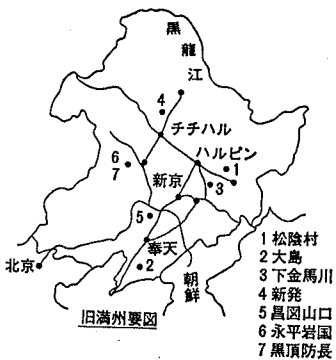 黒龍江
4
チチハル
ハルピン
1
6
7
新京
3
5
奉天
北京
2
朝鮮
旧満州要図
1 松陰村
2 大島
3 下金馬川
4 新発
5 昌図山口
6 永平岩国
7 黒頂防長